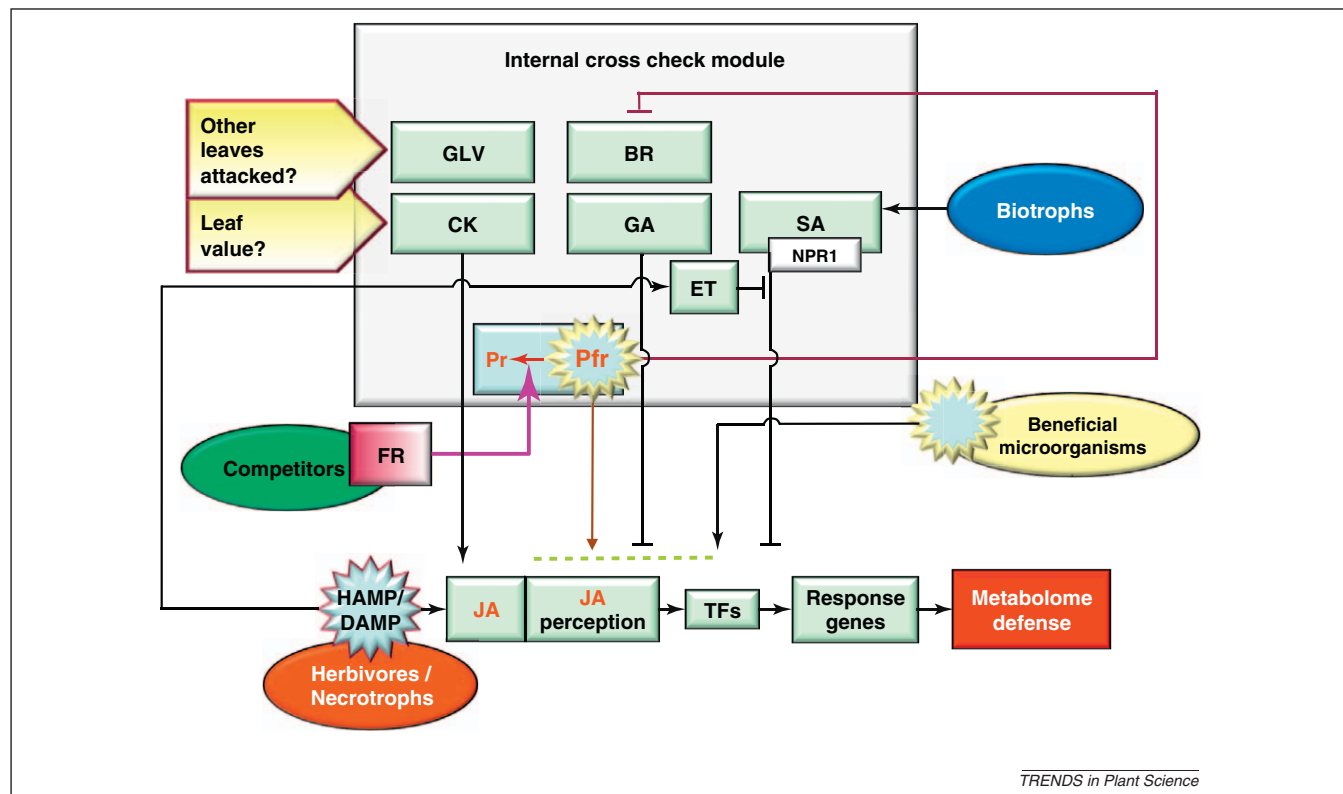 Internal cross check module
Other
leaves
attacked?
GLV
BR
Leaf
value?
CK
GA
SA
NPR1
Biotrophs
ET
Pr
Pfr
Competitors
FR
Beneficial
microorganisms
HAMP/
DAMP
JA
JA
perception
TFs
Response
genes
Metabolome
defense
Herbivores /
Necrotrophs
TRENDS in Plant Science